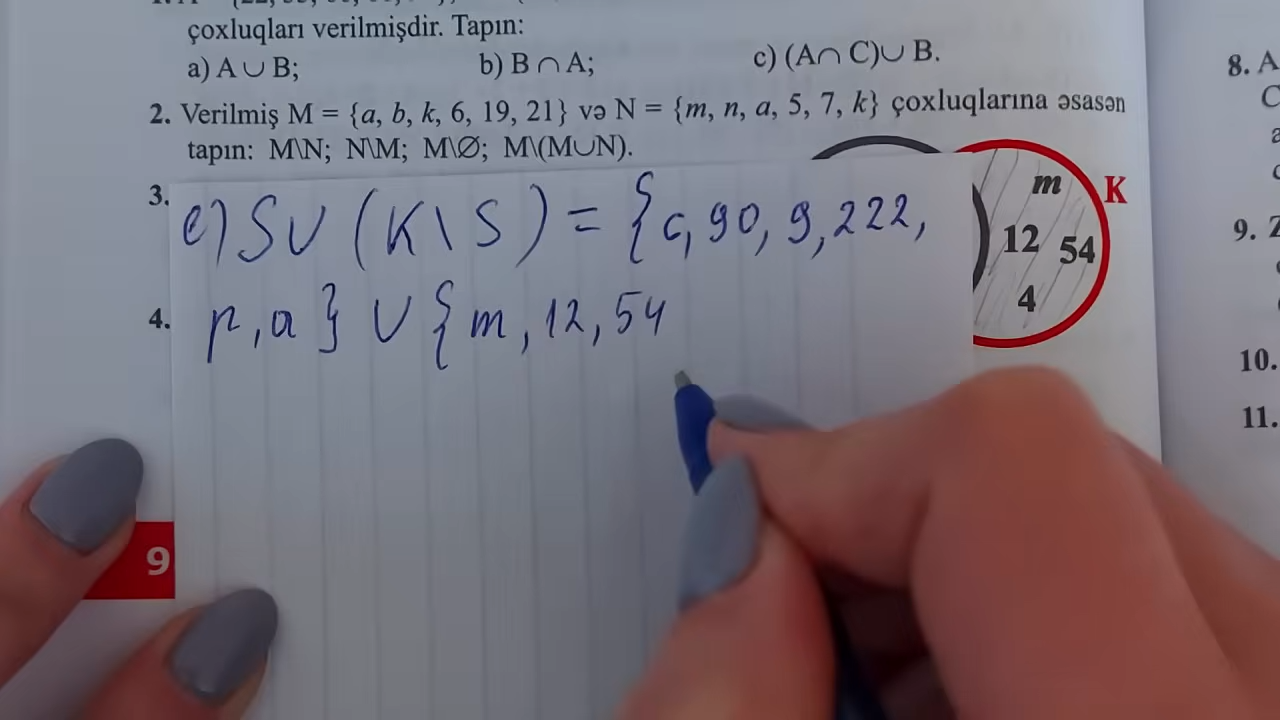 çoxluqları verilmişdir. Tapın:
a) A ∪ B; b) B ∩ A; c) (A∩ C)∪ B.
2. Verilmiş M = {a, b, k, 6, 19, 21} və N = {m, n, a, 5, 7, k} çoxluqlarına əsasən
tapın: M\N; N\M; M\∅; M\(M∪N).
3.
e) S ∪ (K \ S) = {c, 90, 9, 222,
p, a} ∪ {m, 12, 54
4.
m
K
12 54
4
9
8. A
C
9.
10.
11.